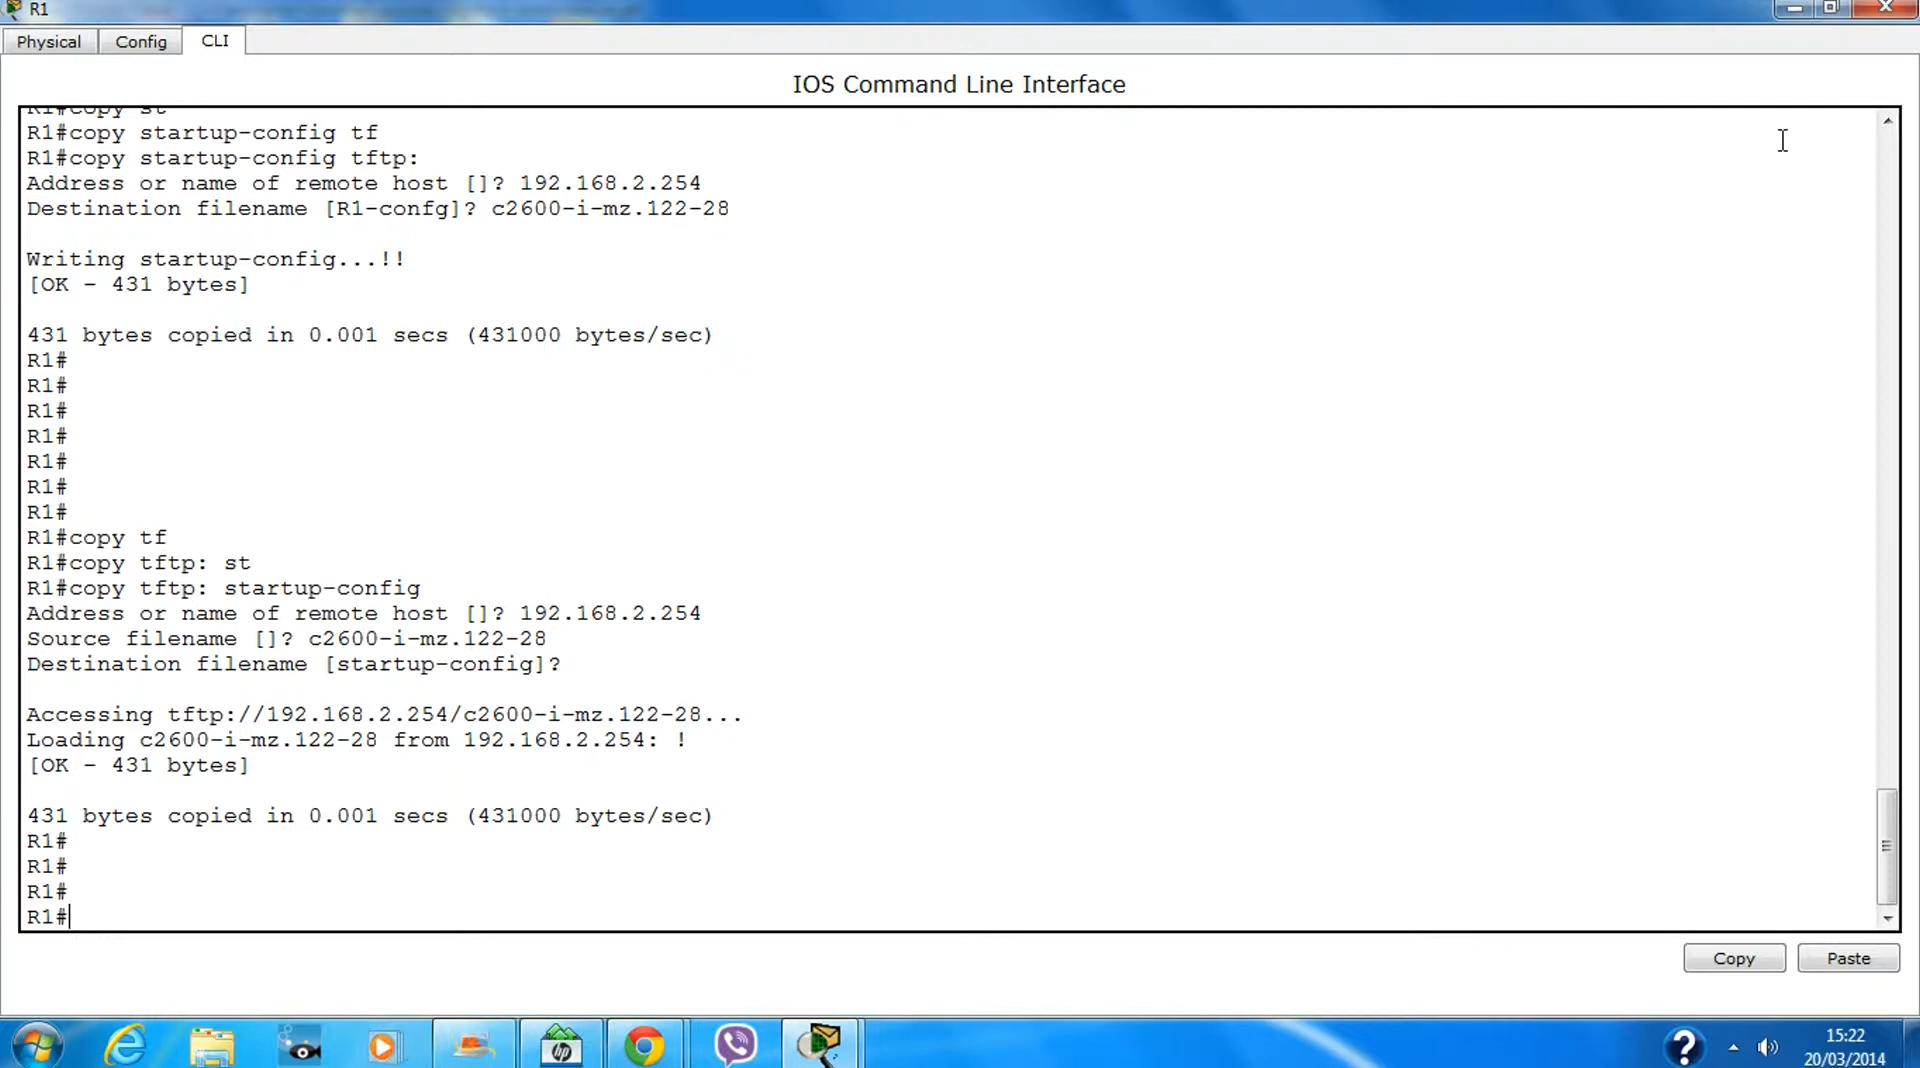 R1
Physical Config CLI
IOS Command Line Interface
R1#copy st
R1#copy startup-config tf
R1#copy startup-config tftp:
Address or name of remote host []? 192.168.2.254
Destination filename [R1-confg]? c2600-i-mz.122-28

Writing startup-config...!!
[OK - 431 bytes]

431 bytes copied in 0.001 secs (431000 bytes/sec)
R1#
R1#
R1#
R1#
R1#
R1#
R1#
R1#copy tf
R1#copy tftp: st
R1#copy tftp: startup-config
Address or name of remote host []? 192.168.2.254
Source filename []? c2600-i-mz.122-28
Destination filename [startup-config]?

Accessing tftp://192.168.2.254/c2600-i-mz.122-28...
Loading c2600-i-mz.122-28 from 192.168.2.254: !
[OK - 431 bytes]

431 bytes copied in 0.001 secs (431000 bytes/sec)
R1#
R1#
R1#
R1#
Copy Paste
hp
15:22
20/03/2014